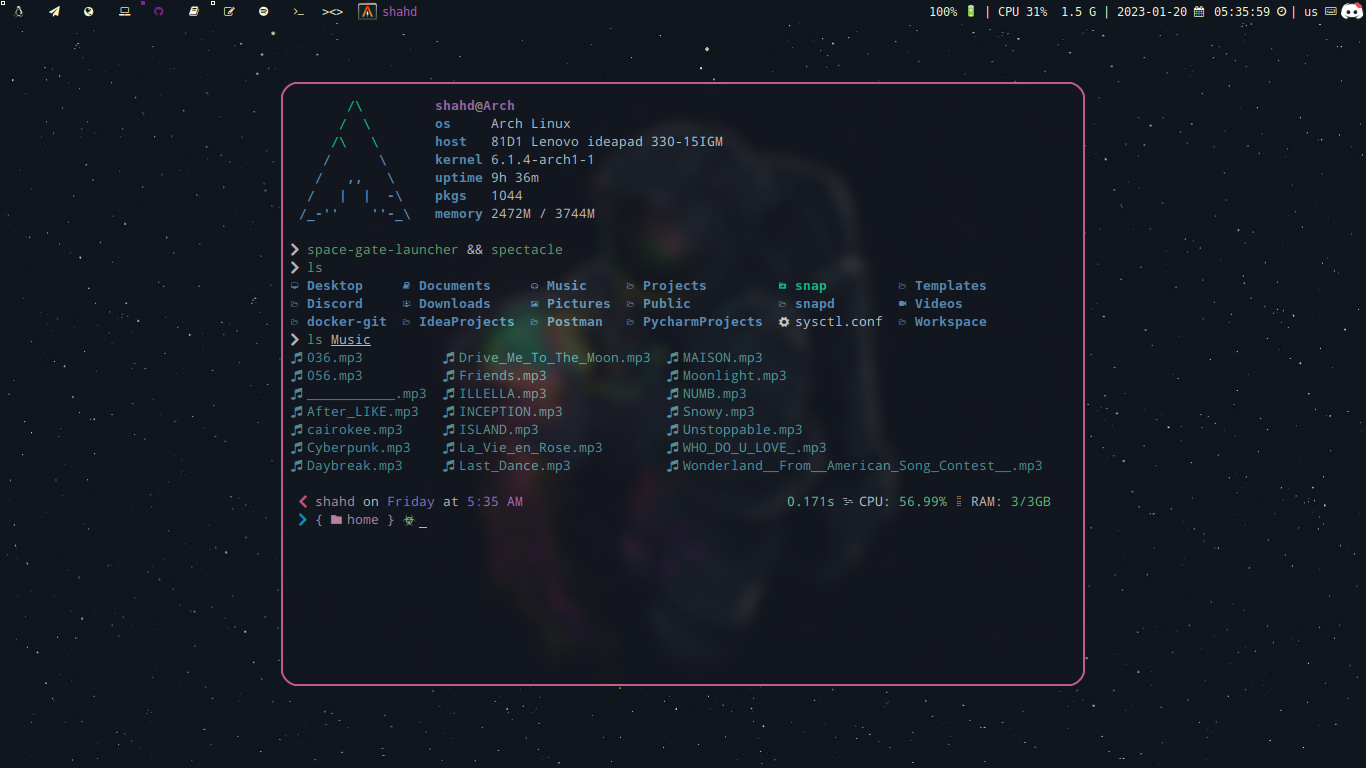 >_ ><> shahd 100% | CPU 31% 1.5 G | 2023-01-20 05:35:59 | us
/\ shahd@Arch
/ \ os Arch Linux
/\ \ host 81D1 Lenovo ideapad 330-15IGM
/ \ kernel 6.1.4-arch1-1
/ ,, \ uptime 9h 36m
/ | | -\ pkgs 1044
/_-'' ''-_\ memory 2472M / 3744M
❯ space-gate-launcher && spectacle
❯ ls
Desktop Documents Music Projects snap Templates
Discord Downloads Pictures Public snapd Videos
docker-git IdeaProjects Postman PycharmProjects sysctl.conf Workspace
❯ ls Music
036.mp3 Drive_Me_To_The_Moon.mp3 MAISON.mp3
056.mp3 Friends.mp3 Moonlight.mp3
___________.mp3 ILLELLA.mp3 NUMB.mp3
After_LIKE.mp3 INCEPTION.mp3 Snowy.mp3
cairokee.mp3 ISLAND.mp3 Unstoppable.mp3
Cyberpunk.mp3 La_Vie_en_Rose.mp3 WHO_DO_U_LOVE_.mp3
Daybreak.mp3 Last_Dance.mp3 Wonderland__From__American_Song_Contest__.mp3
❮ shahd on Friday at 5:35 AM 0.171s CPU: 56.99% RAM: 3/3GB
❯ { home } _